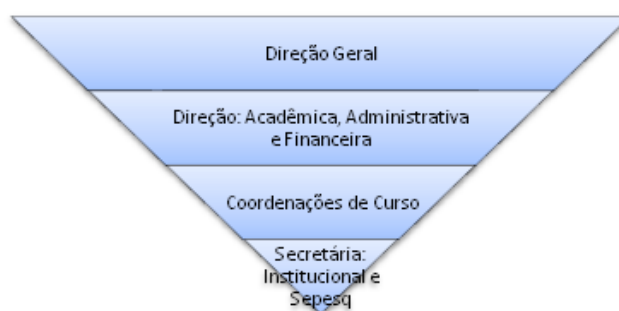 Direção Geral
Direção: Acadêmica, Administrativa
e Financeira
Coordenações de Curso
Secretária:
Institucional e
Sepesq